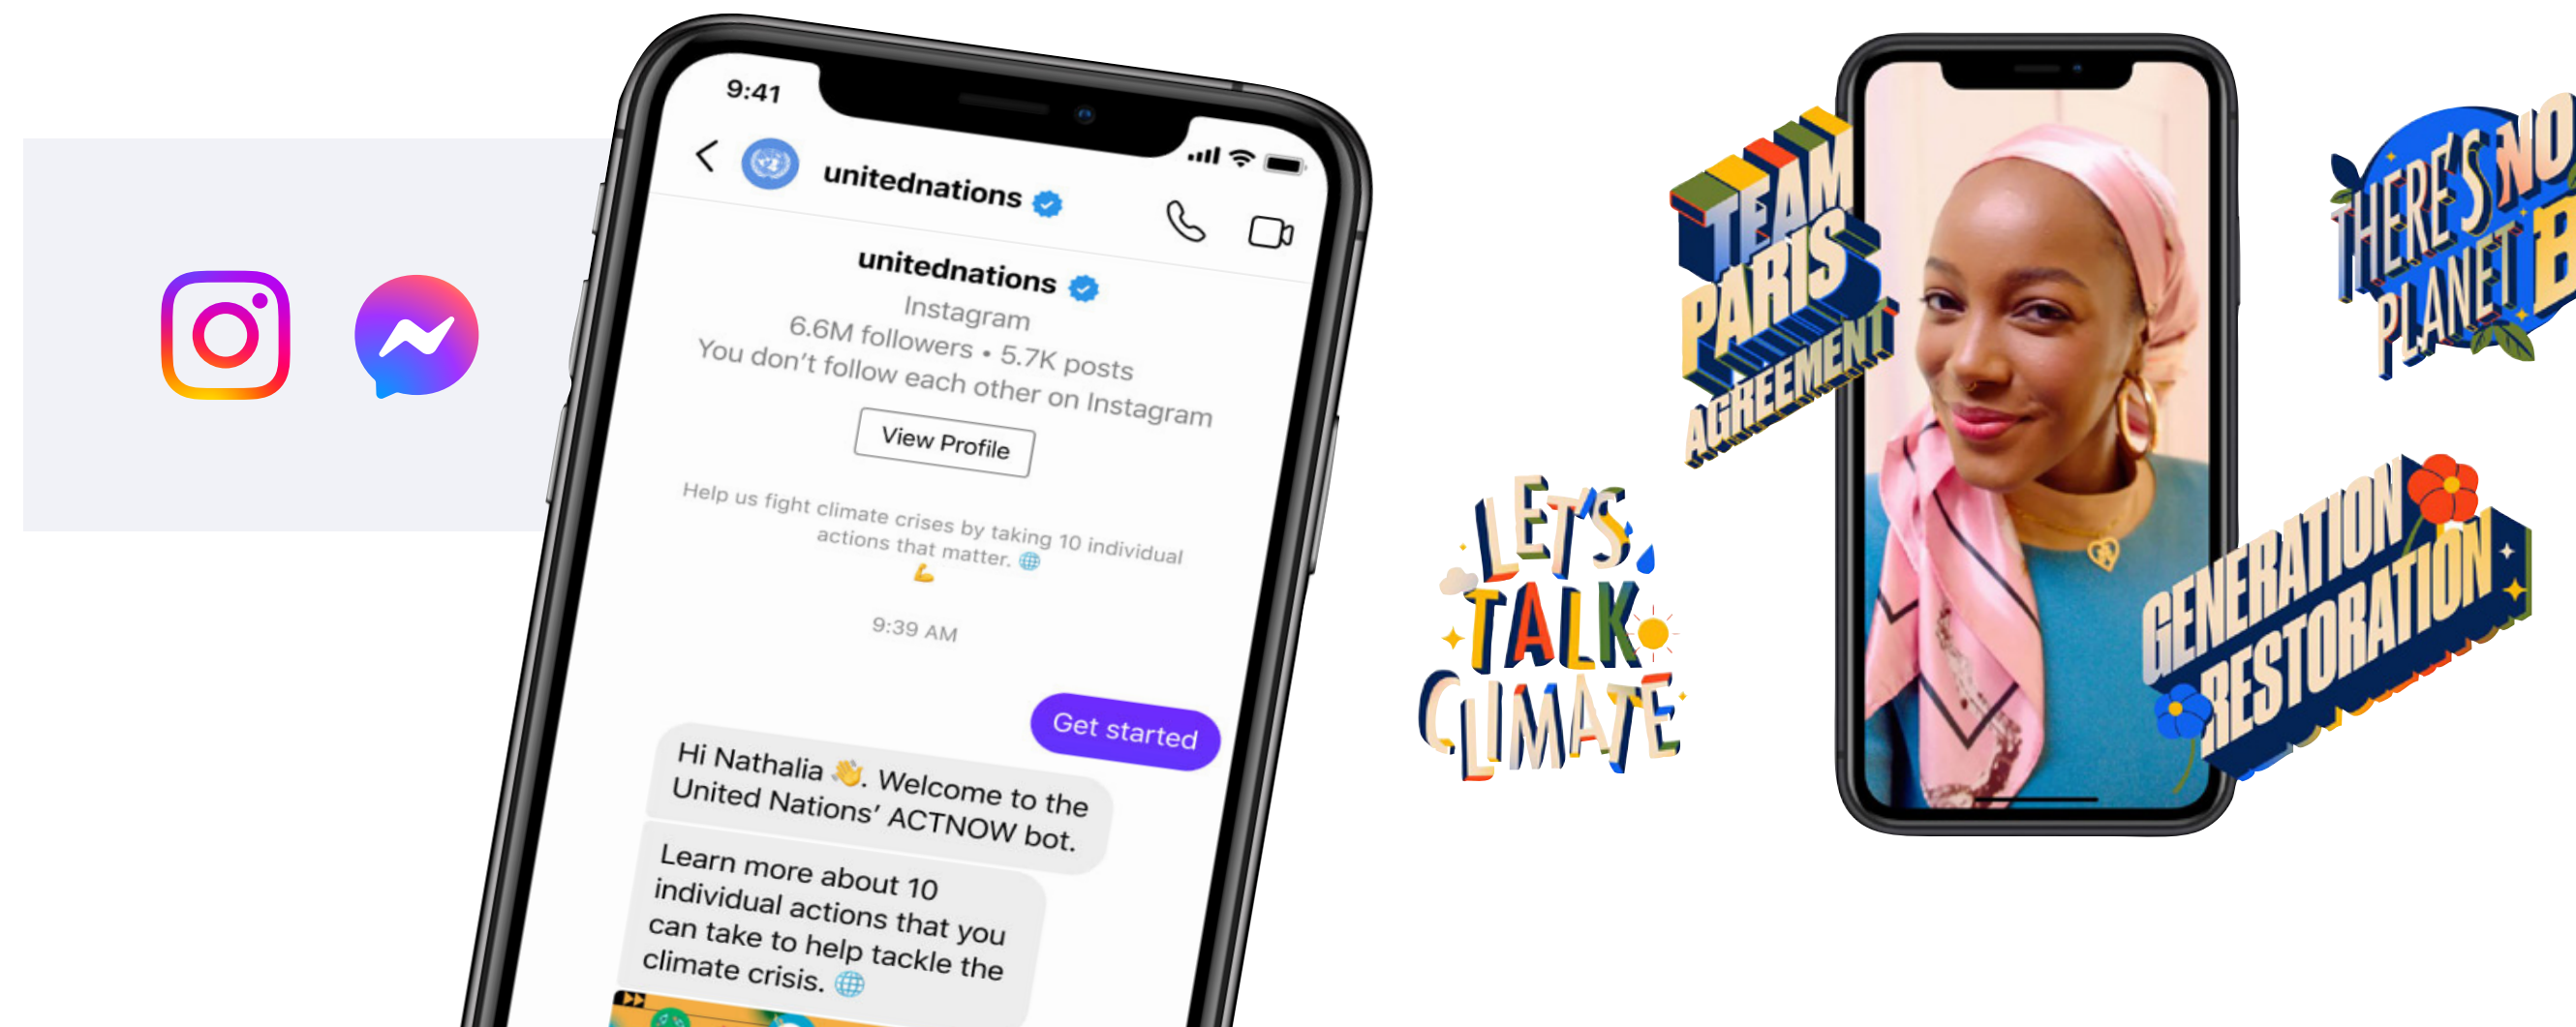 9:41
unitednations
unitednations
Instagram
6.6M followers • 5.7K posts
You don't follow each other on Instagram
View Profile
Help us fight climate crises by taking 10 individual
actions that matter. 🌐
💪
9:39 AM
Get started
Hi Nathalia 👋. Welcome to the
United Nations' ACTNOW bot.
Learn more about 10
individual actions that you
can take to help tackle the
climate crisis. 🌐
LET'S
TALK
CLIMATE
TEAM
PARIS
AGREEMENT
THERE'S NO
PLANET B
GENERATION
RESTORATION